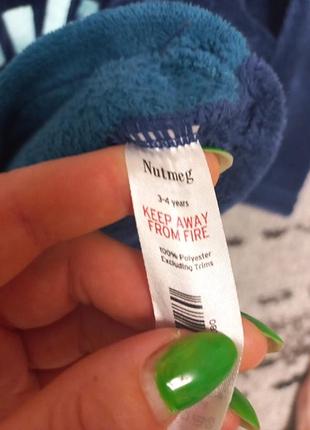 Nutmeg
3-4 years
KEEP AWAY
FROM FIRE
100% Polyester
Excluding Trims